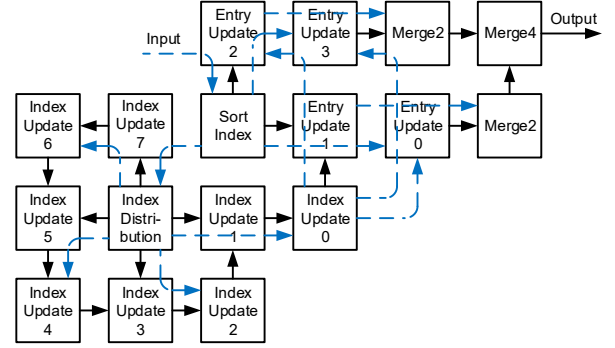 Input
Entry
Update
2
Entry
Update
3
Merge2
Merge4
Output
Index
Update
6
Index
Update
7
Sort
Index
Entry
Update
1
Entry
Update
0
Merge2
Index
Update
5
Index
Distri-
bution
Index
Update
1
Index
Update
0
Index
Update
4
Index
Update
3
Index
Update
2